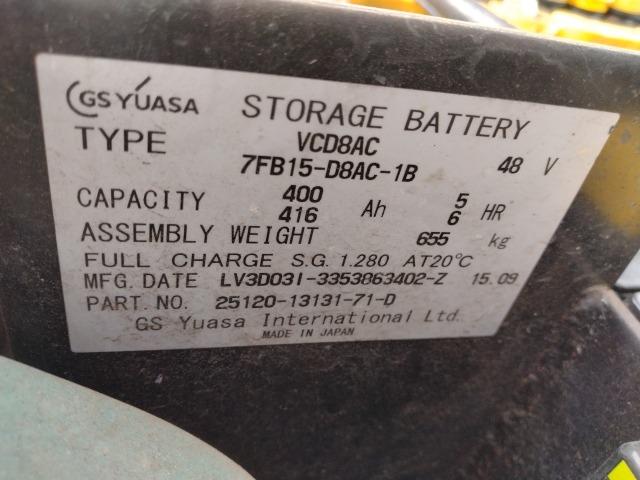 GS YUASA STORAGE BATTERY
TYPE VCD8AC
7FB15-D8AC-1B 48 V
CAPACITY 400 Ah 5 HR
416 6
ASSEMBLY WEIGHT 655 kg
FULL CHARGE S.G. 1.280 AT20°C
MFG. DATE LV3D03I-3353863402-Z 15.09
PART. NO. 25120-13131-71-D
GS Yuasa International Ltd.
MADE IN JAPAN